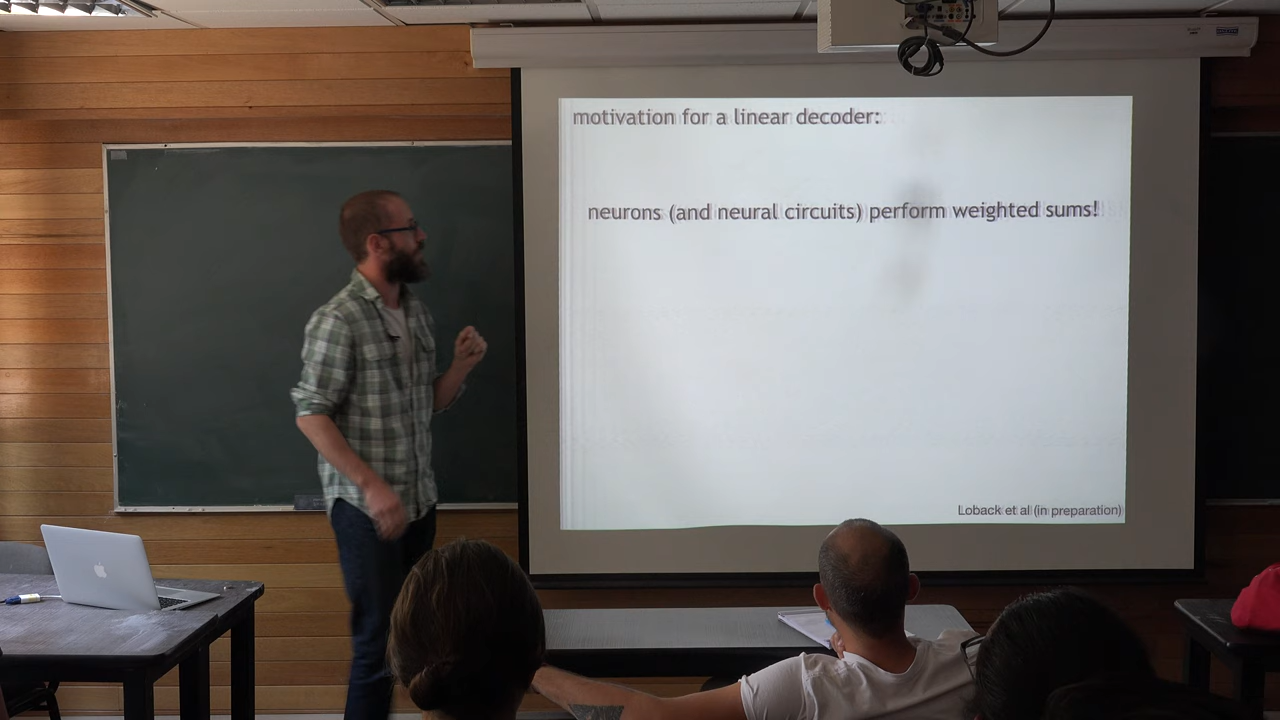 motivation for a linear decoder:
neurons (and neural circuits) perform weighted sums!
Loback et al (in preparation)